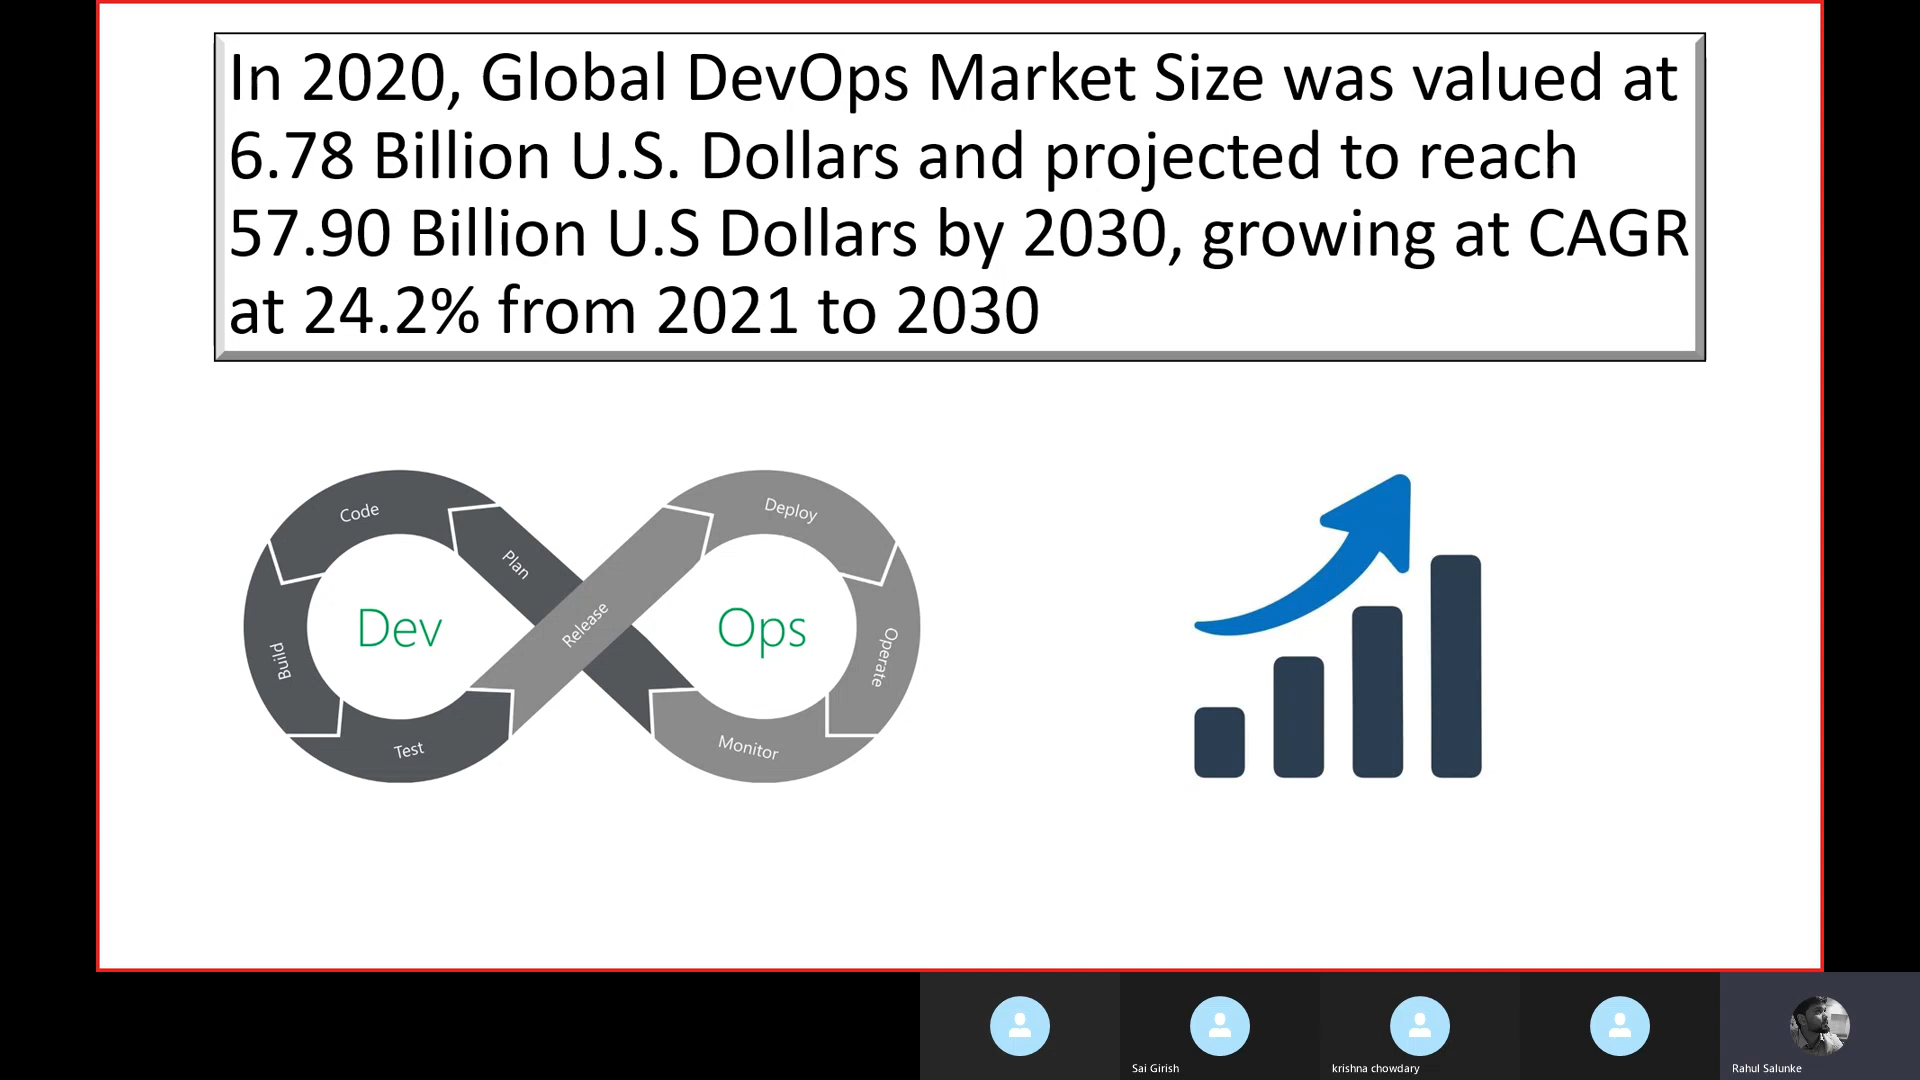 In 2020, Global DevOps Market Size was valued at
6.78 Billion U.S. Dollars and projected to reach
57.90 Billion U.S Dollars by 2030, growing at CAGR
at 24.2% from 2021 to 2030
Code
Plan
Deploy
Dev
Release
Ops
Build
Operate
Test
Monitor
Sai Girish
krishna chowdary
Rahul Salunke